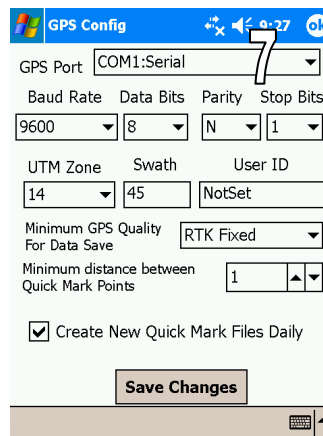 GPS Config 9:27 ok
7
GPS Port COM1:Serial
Baud Rate Data Bits Parity Stop Bits
9600 8 N 1
UTM Zone Swath User ID
14 45 NotSet
Minimum GPS Quality
For Data Save
RTK Fixed
Minimum distance between
Quick Mark Points
1
Create New Quick Mark Files Daily
Save Changes